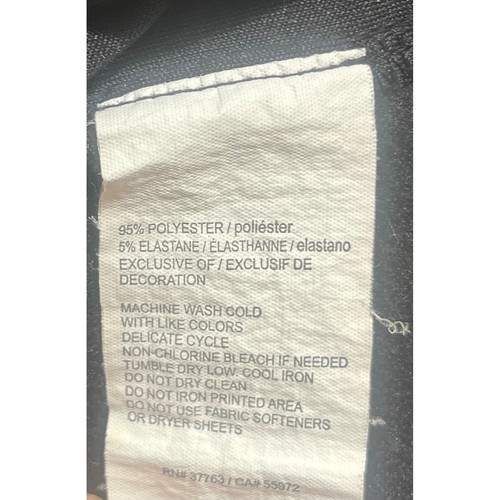 95% POLYESTER / poliéster
5% ELASTANE / ÉLASTHANNE / elastano
EXCLUSIVE OF / EXCLUSIF DE
DECORATION
MACHINE WASH COLD
WITH LIKE COLORS
DELICATE CYCLE
NON-CHLORINE BLEACH IF NEEDED
TUMBLE DRY LOW. COOL IRON
DO NOT DRY CLEAN
DO NOT IRON PRINTED AREA
DO NOT USE FABRIC SOFTENERS
OR DRYER SHEETS
RN# 37763 / CA# 55972